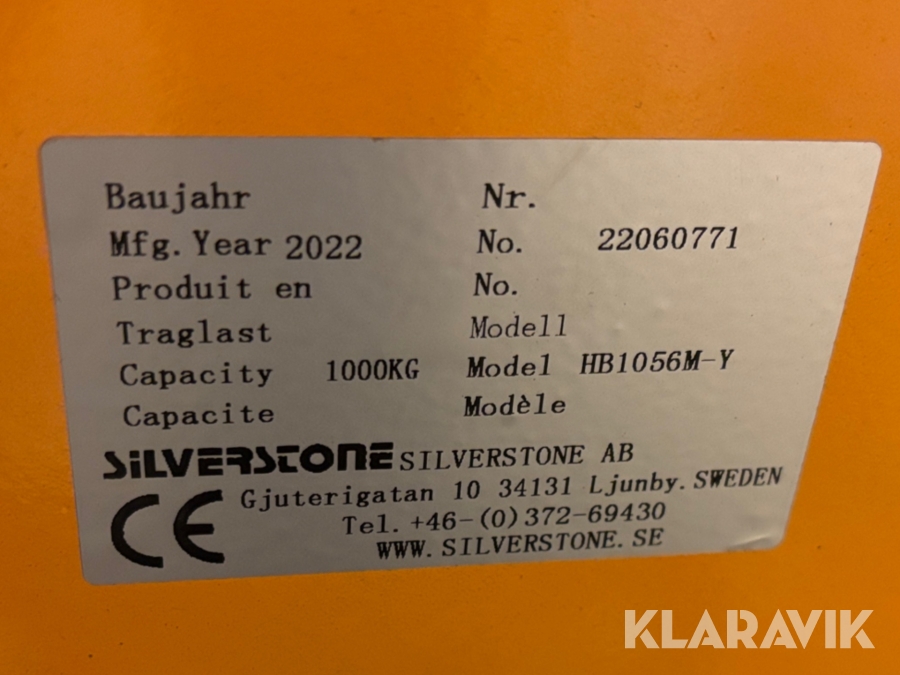 Baujahr Nr.
Mfg. Year 2022 No. 22060771
Produit en No.
Traglast Modell
Capacity 1000KG Model HB1056M-Y
Capacite Modèle
SiLVERSTONE SILVERSTONE AB
CE Gjuterigatan 10 34131 Ljunby. SWEDEN
Tel. +46-(0)372-69430
WWW. SILVERSTONE. SE
KLARAVIK